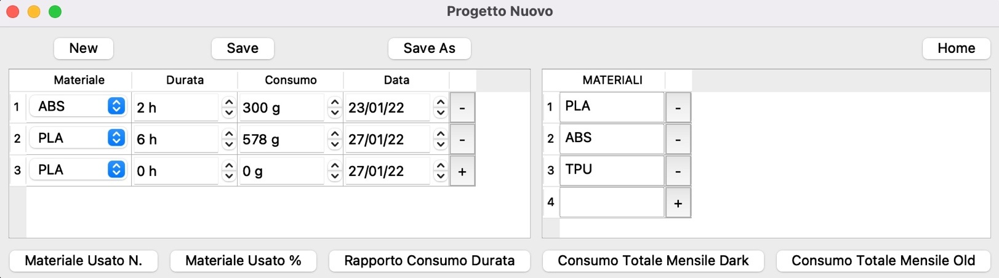 Progetto Nuovo
New Save Save As Home
Materiale Durata Consumo Data
1 ABS 2 h 300 g 23/01/22 -
2 PLA 6 h 578 g 27/01/22 -
3 PLA 0 h 0 g 27/01/22 +
MATERIALI
1 PLA -
2 ABS -
3 TPU -
4 +
Materiale Usato N. Materiale Usato % Rapporto Consumo Durata Consumo Totale Mensile Dark Consumo Totale Mensile Old